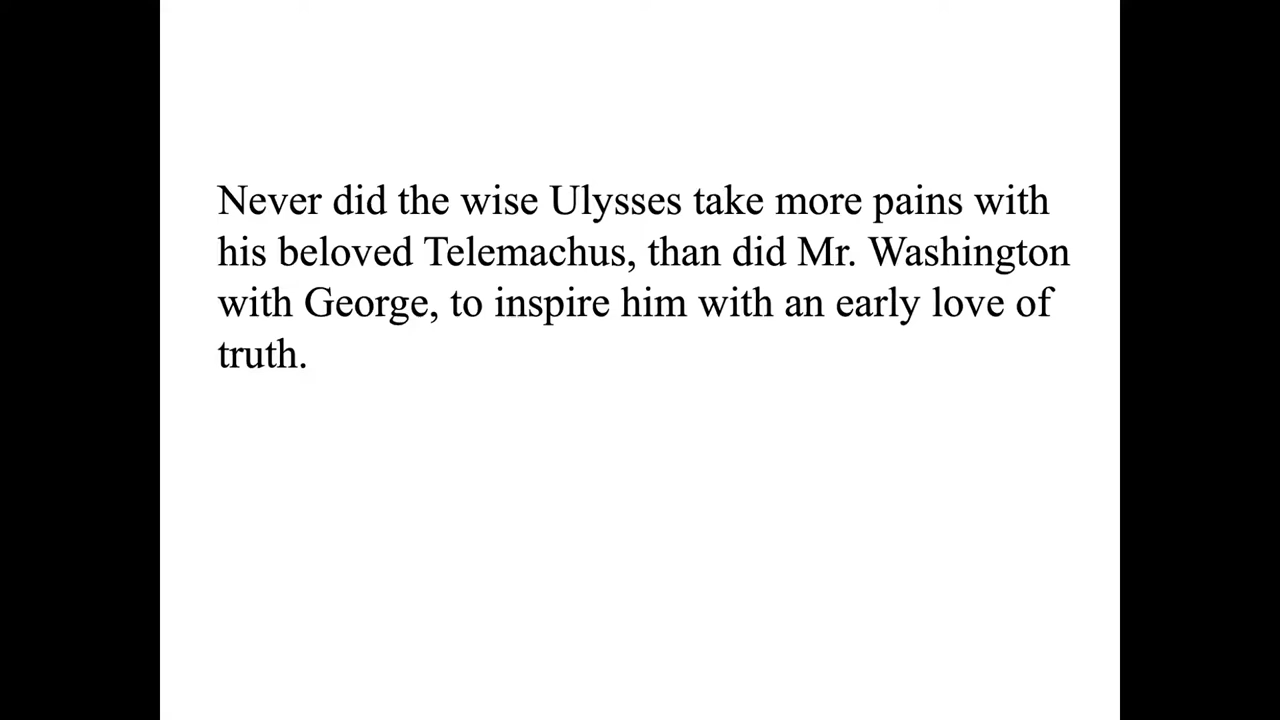 Never did the wise Ulysses take more pains with
his beloved Telemachus, than did Mr. Washington
with George, to inspire him with an early love of
truth.